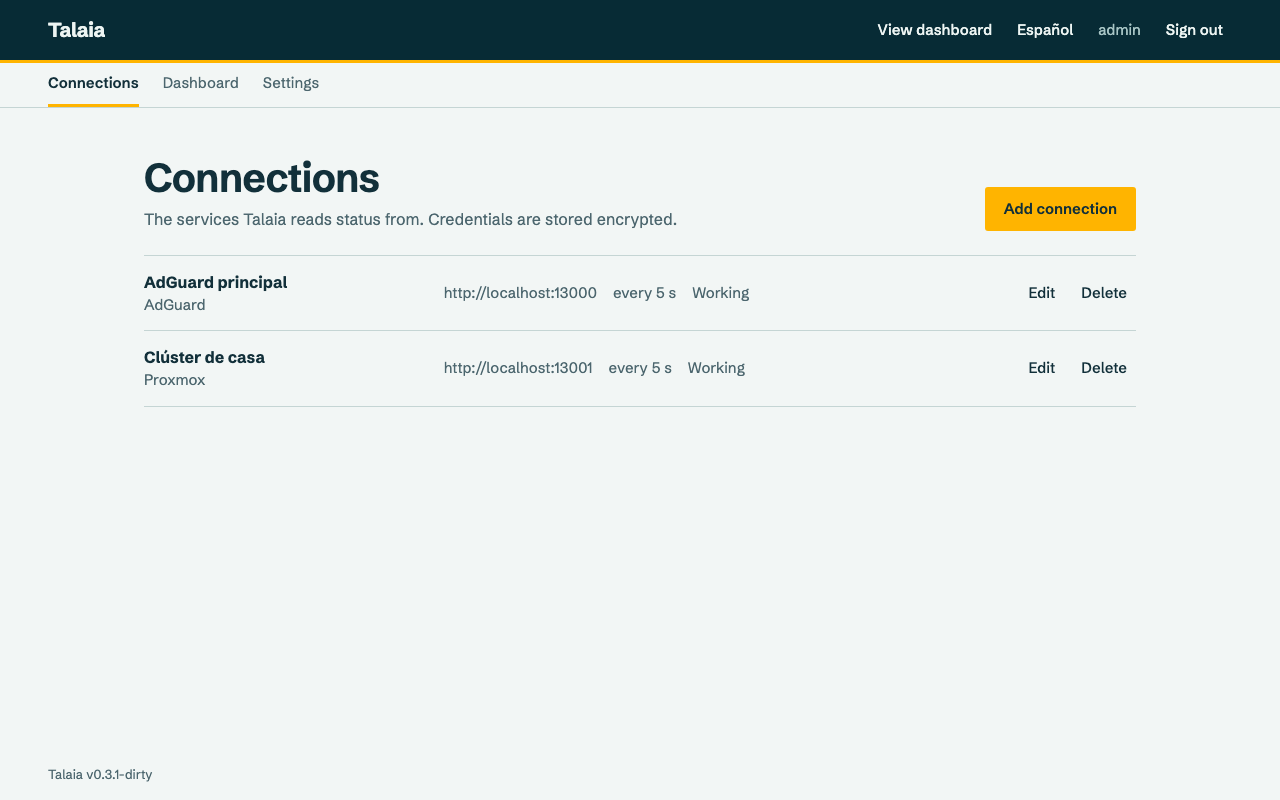 Talaia
View dashboard Español admin Sign out
Connections Dashboard Settings
Connections
The services Talaia reads status from. Credentials are stored encrypted.
Add connection
AdGuard principal
AdGuard
http://localhost:13000 every 5 s Working
Edit Delete
Clúster de casa
Proxmox
http://localhost:13001 every 5 s Working
Edit Delete
Talaia v0.3.1-dirty